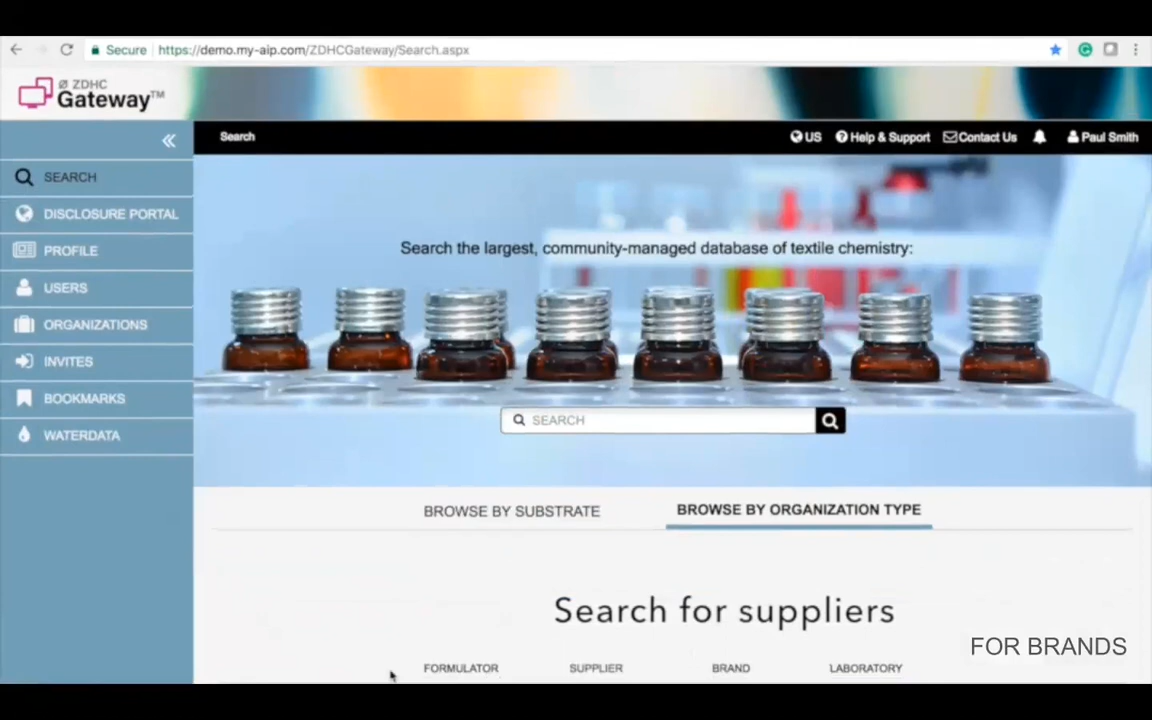 Secure https://demo.my-aip.com/ZDHCGateway/Search.aspx
Ø ZDHC
Gateway™
Search US Help & Support Contact Us Paul Smith
SEARCH
DISCLOSURE PORTAL
PROFILE
USERS
ORGANIZATIONS
INVITES
BOOKMARKS
WATERDATA
Search the largest, community-managed database of textile chemistry:
SEARCH
BROWSE BY SUBSTRATE BROWSE BY ORGANIZATION TYPE
Search for suppliers
FOR BRANDS
FORMULATOR SUPPLIER BRAND LABORATORY